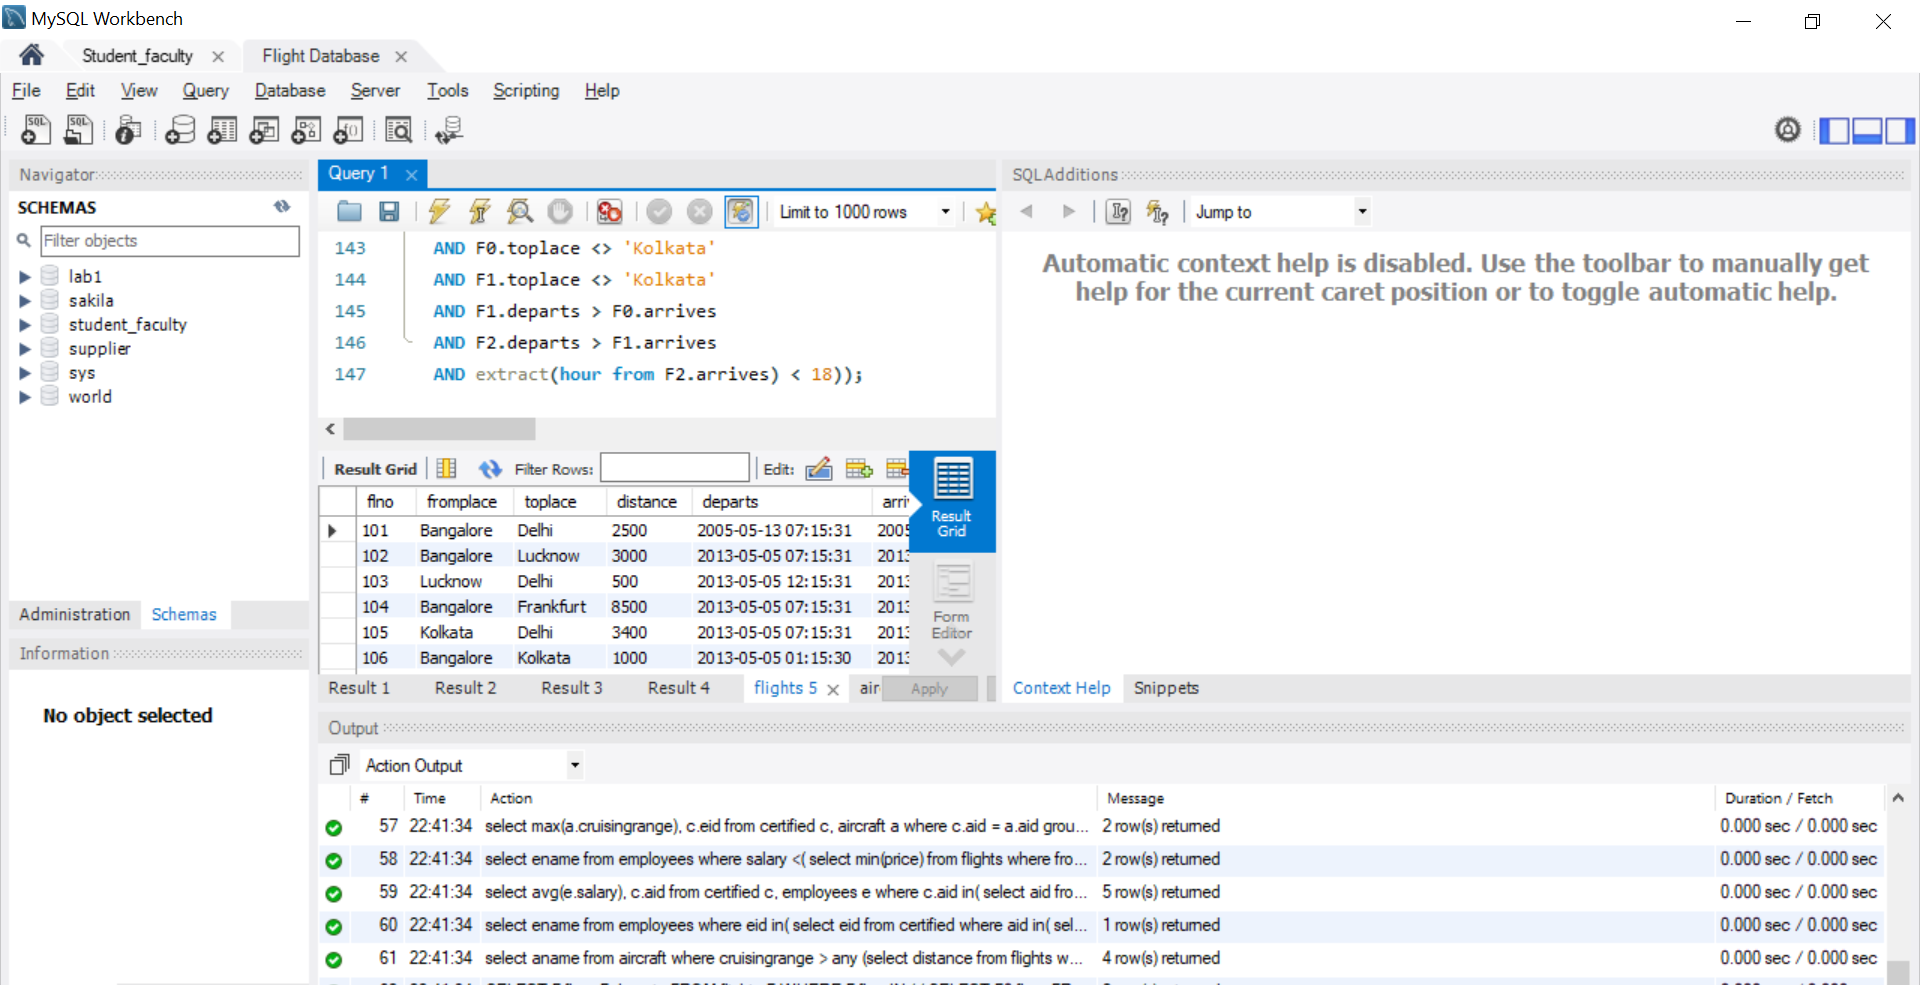 MySQL Workbench
Student_faculty
Flight Database
File Edit View Query Database Server Tools Scripting Help
Navigator
SCHEMAS
Filter objects
lab1
sakila
student_faculty
supplier
sys
world
Administration Schemas
Information
No object selected
Query 1
Limit to 1000 rows
143 AND F0.toplace <> 'Kolkata'
144 AND F1.toplace <> 'Kolkata'
145 AND F1.departs > F0.arrives
146 AND F2.departs > F1.arrives
147 AND extract(hour from F2.arrives) < 18));
Result Grid Filter Rows: Edit:
flno fromplace toplace distance departs arri
101 Bangalore Delhi 2500 2005-05-13 07:15:31 2005
102 Bangalore Lucknow 3000 2013-05-05 07:15:31 2013
103 Lucknow Delhi 500 2013-05-05 12:15:31 2013
104 Bangalore Frankfurt 8500 2013-05-05 07:15:31 2013
105 Kolkata Delhi 3400 2013-05-05 07:15:31 2013
106 Bangalore Kolkata 1000 2013-05-05 01:15:30 2013
Result
Grid
Form
Editor
Result 1 Result 2 Result 3 Result 4 flights 5 air Apply
SQLAdditions
Jump to
Automatic context help is disabled. Use the toolbar to manually get
help for the current caret position or to toggle automatic help.
Context Help Snippets
Output
Action Output
# Time Action Message Duration / Fetch
57 22:41:34 select max(a.cruisingrange), c.eid from certified c, aircraft a where c.aid = a.aid grou... 2 row(s) returned 0.000 sec / 0.000 sec
58 22:41:34 select ename from employees where salary <( select min(price) from flights where fro... 2 row(s) returned 0.000 sec / 0.000 sec
59 22:41:34 select avg(e.salary), c.aid from certified c, employees e where c.aid in( select aid fro... 5 row(s) returned 0.000 sec / 0.000 sec
60 22:41:34 select ename from employees where eid in( select eid from certified where aid in( sel... 1 row(s) returned 0.000 sec / 0.000 sec
61 22:41:34 select aname from aircraft where cruisingrange > any (select distance from flights w... 4 row(s) returned 0.000 sec / 0.000 sec